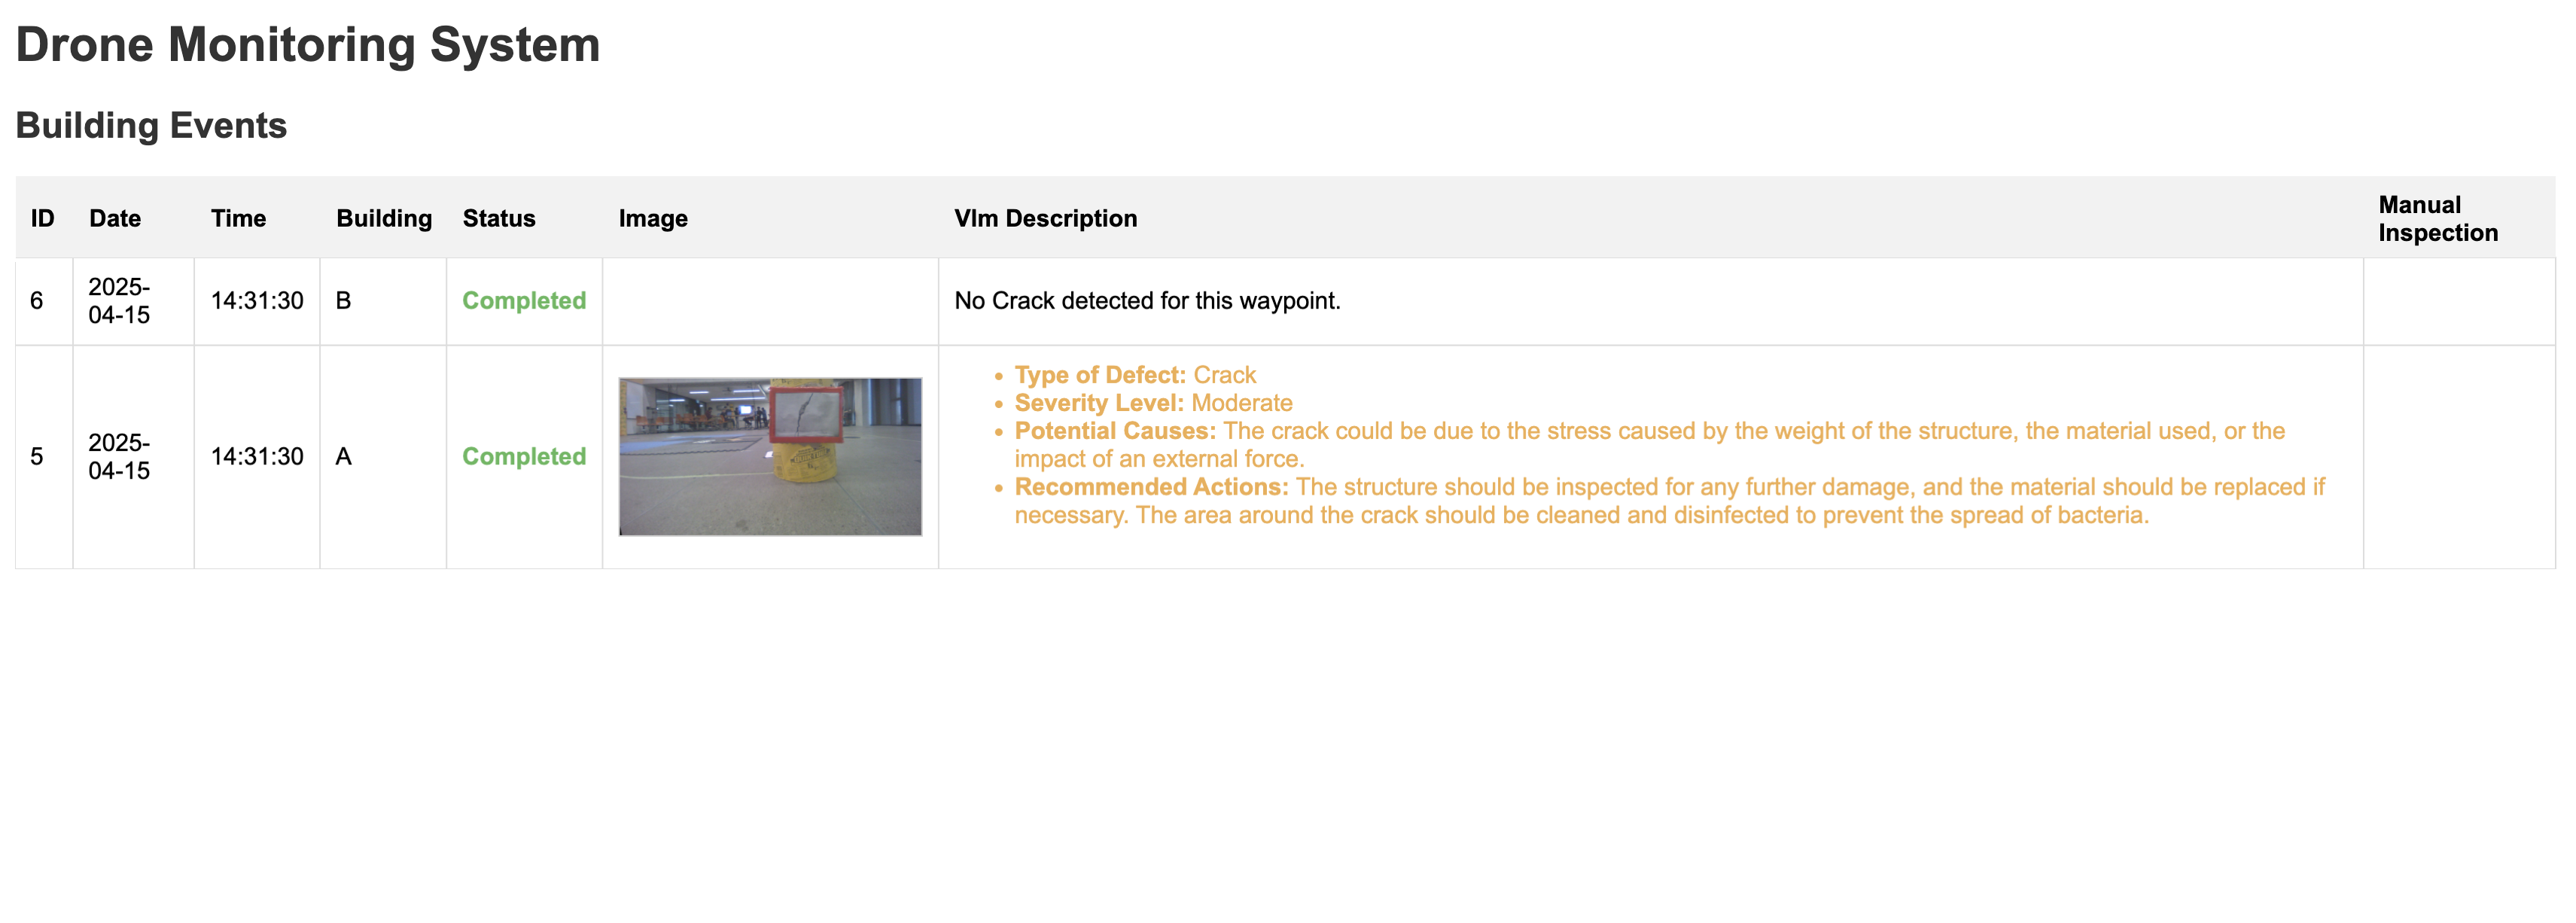 Drone Monitoring System
Building Events
ID Date Time Building Status Image Vlm Description Manual
Inspection
6 2025-
04-15 14:31:30 B Completed No Crack detected for this waypoint.
5 2025-
04-15 14:31:30 A Completed
• Type of Defect: Crack
• Severity Level: Moderate
• Potential Causes: The crack could be due to the stress caused by the weight of the structure, the material used, or the
impact of an external force.
• Recommended Actions: The structure should be inspected for any further damage, and the material should be replaced if
necessary. The area around the crack should be cleaned and disinfected to prevent the spread of bacteria.